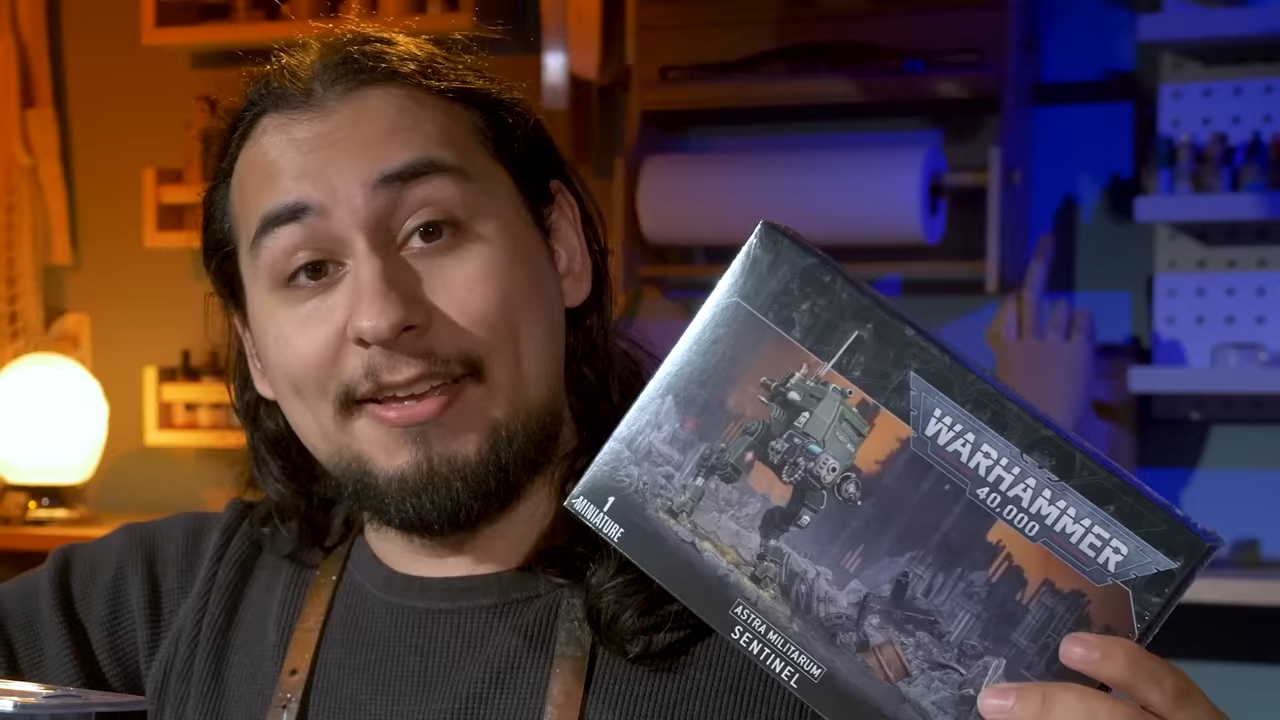 WARHAMMER
40,000
1
MINIATURE
ASTRA MILITARUM
SENTINEL